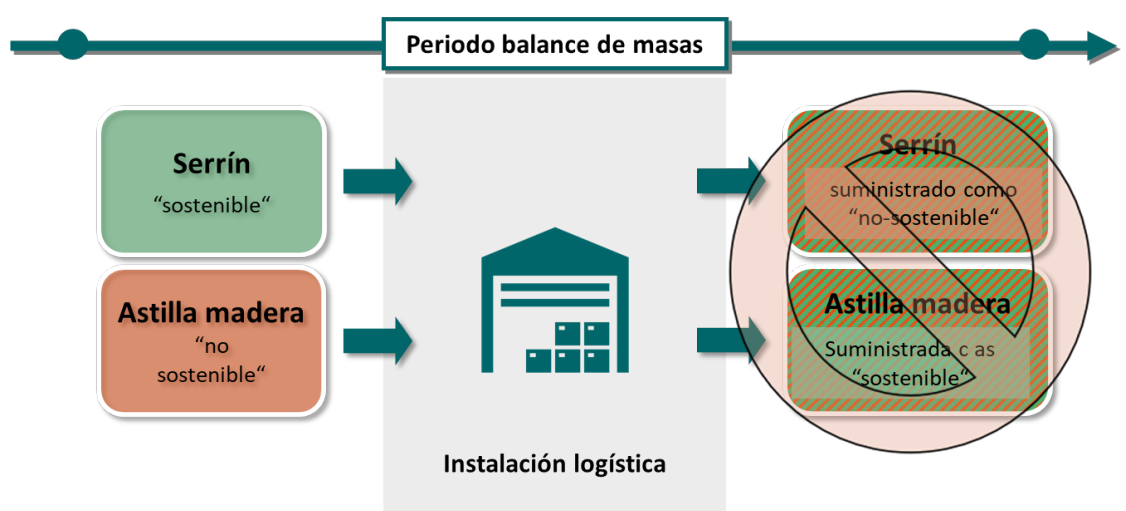 Periodo balance de masas
Serrín
“sostenible“
Astilla madera
“no
sostenible“
Instalación logística
Serrín
suministrado como
“no-sostenible“
Astilla madera
Suministrada c as
“sostenible“